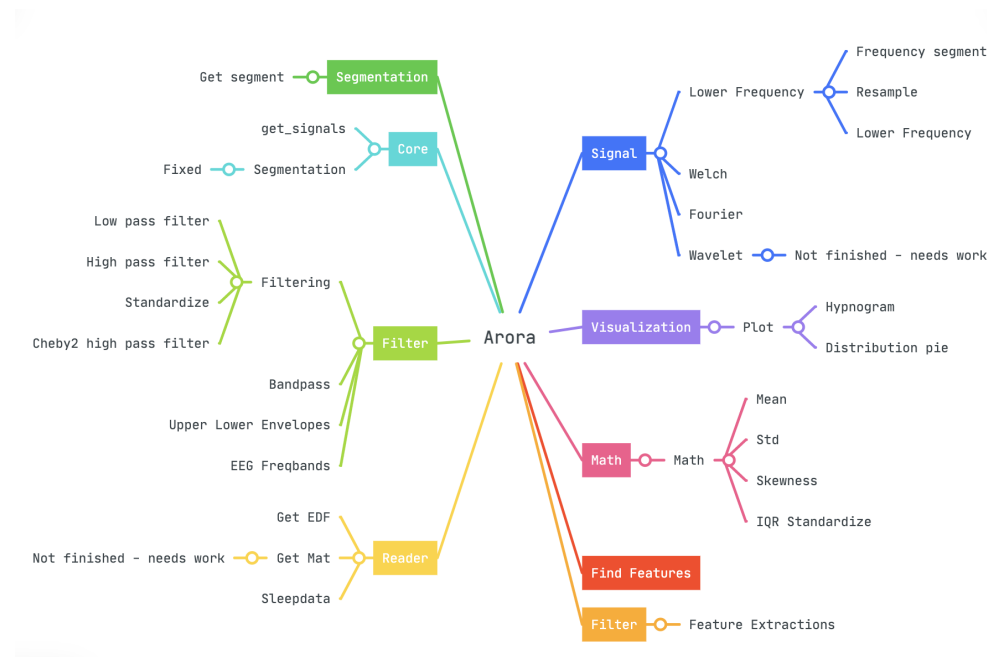 Arora
Segmentation
Get segment
Core
get_signals
Segmentation
Fixed
Filter
Filtering
Low pass filter
High pass filter
Standardize
Cheby2 high pass filter
Bandpass
Upper Lower Envelopes
EEG Freqbands
Reader
Get EDF
Get Mat
Not finished - needs work
Sleepdata
Signal
Lower Frequency
Frequency segment
Resample
Lower Frequency
Welch
Fourier
Wavelet
Not finished - needs work
Visualization
Plot
Hypnogram
Distribution pie
Math
Math
Mean
Std
Skewness
IQR Standardize
Find Features
Filter
Feature Extractions